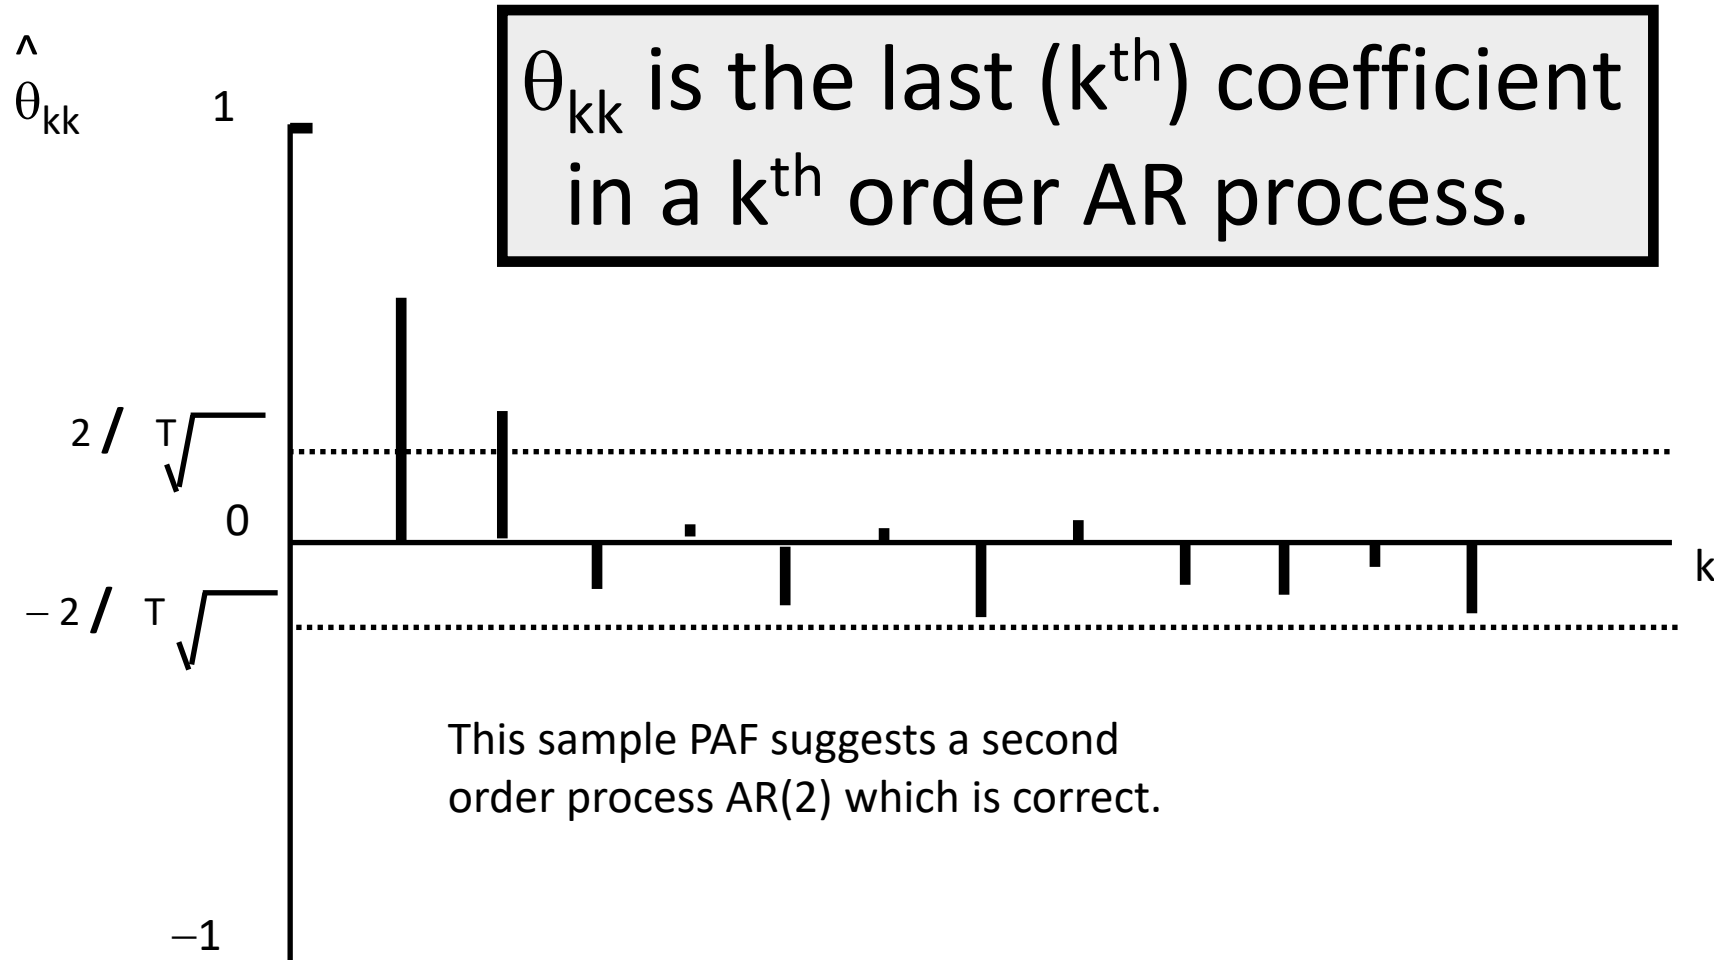 ^
θkk
1
θkk is the last (kth) coefficient
in a kth order AR process.
2 / √T
0
k
– 2 / √T
This sample PAF suggests a second
order process AR(2) which is correct.
–1